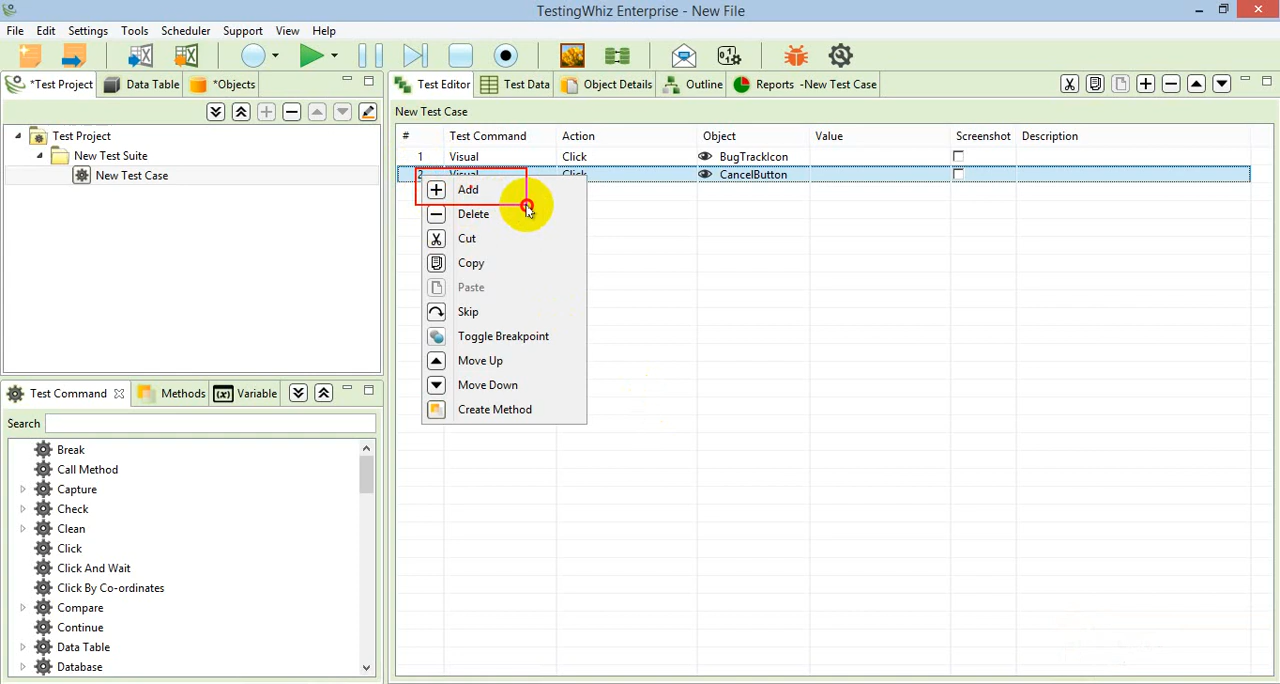 TestingWhiz Enterprise - New File
File Edit Settings Tools Scheduler Support View Help
*Test Project Data Table *Objects
Test Project
New Test Suite
New Test Case
Test Command Methods (x) Variable
Search
Break
Call Method
Capture
Check
Clean
Click
Click And Wait
Click By Co-ordinates
Compare
Continue
Data Table
Database
Test Editor Test Data Object Details Outline Reports -New Test Case
New Test Case
# Test Command Action Object Value Screenshot Description
1 Visual Click BugTrackIcon
2 Visual Click CancelButton
Add
Delete
Cut
Copy
Paste
Skip
Toggle Breakpoint
Move Up
Move Down
Create Method